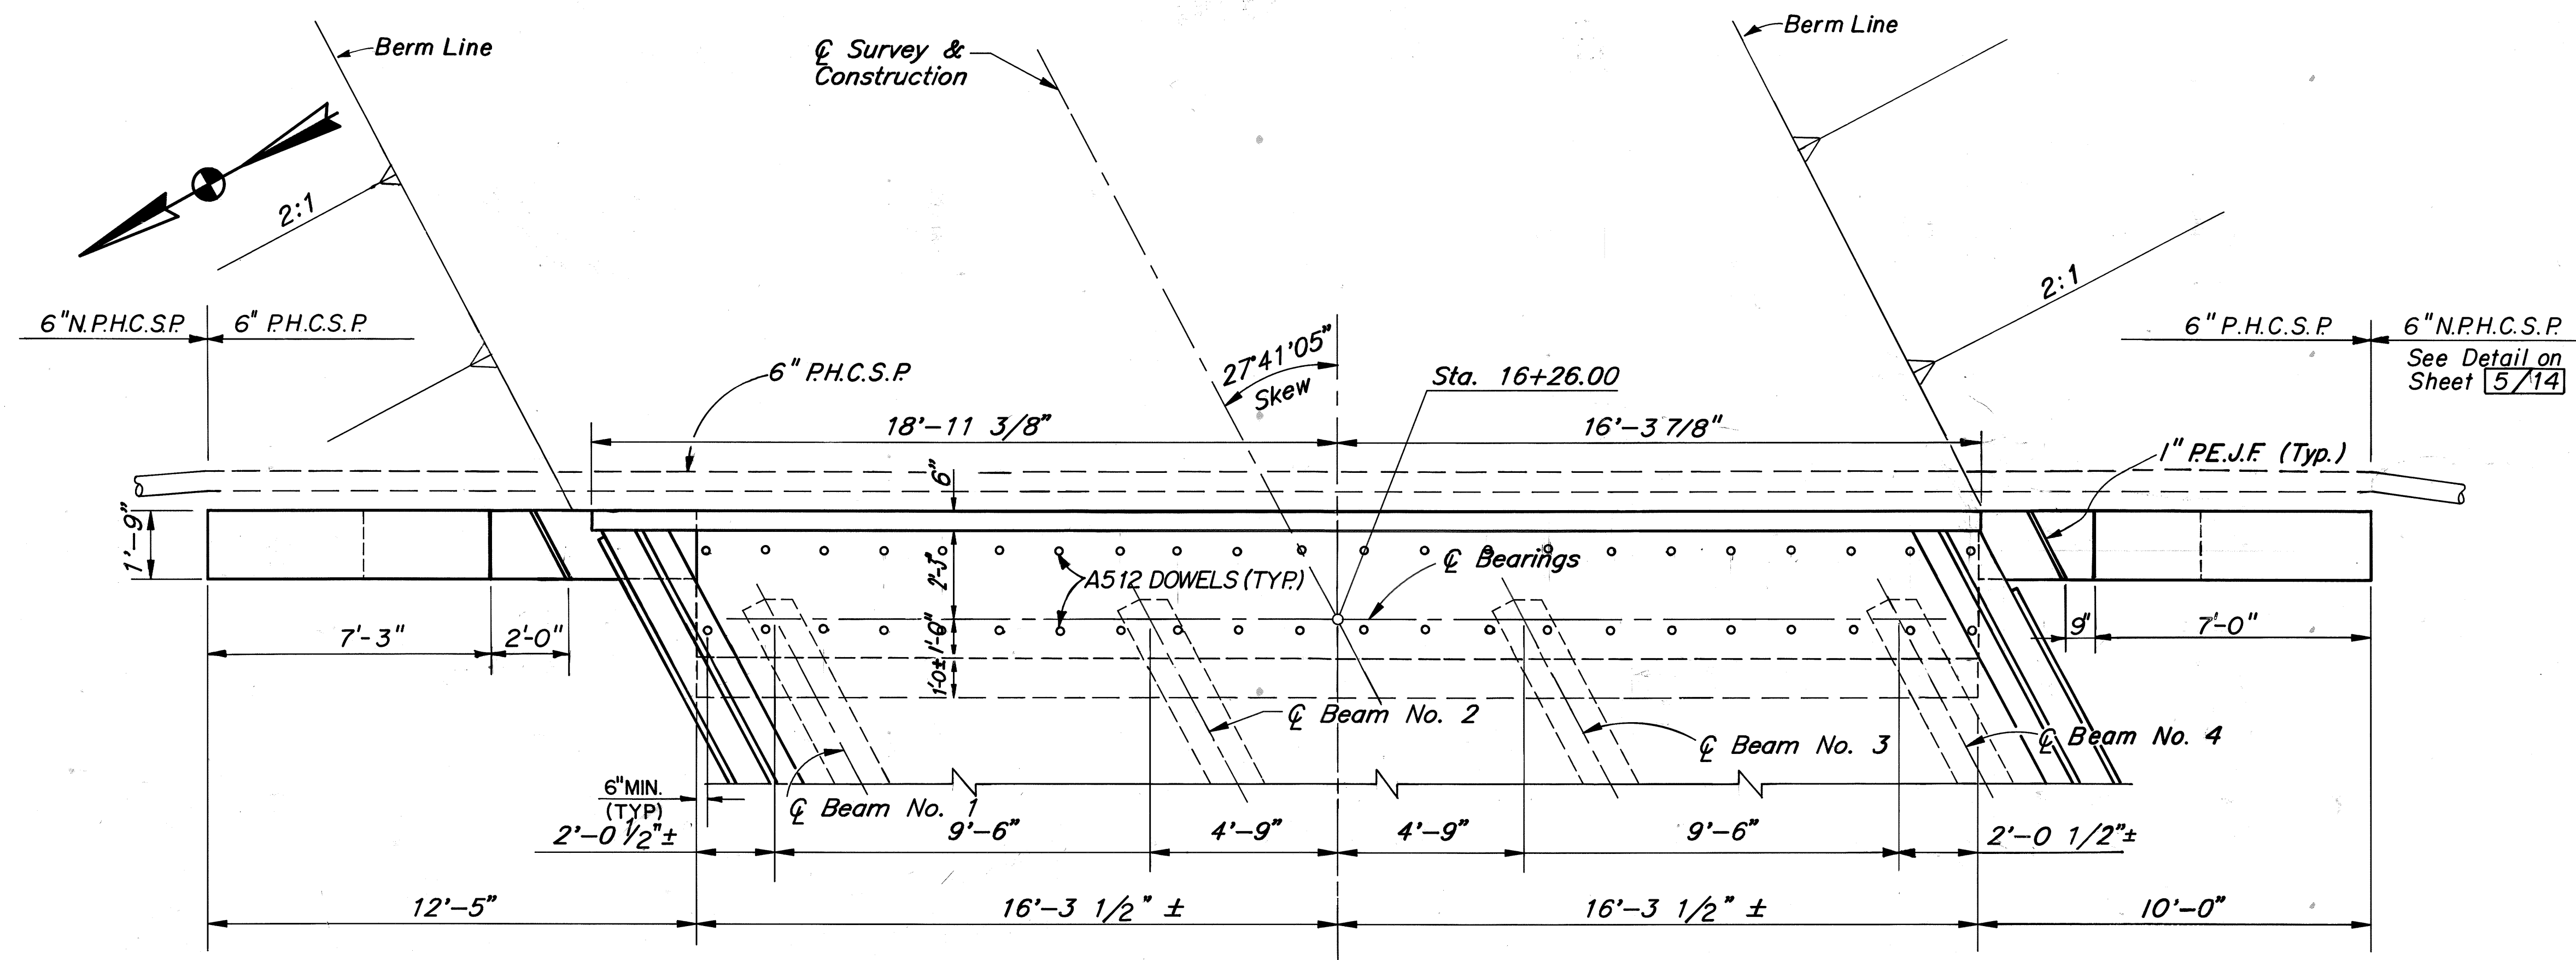 Berm Line
℄ Survey &
Construction
Berm Line
2:1
2:1
27°41'05"
Skew
6" N.P.H.C.S.P.
6" P.H.C.S.P.
6" P.H.C.S.P.
6" N.P.H.C.S.P.
See Detail on
Sheet 5/14
6" P.H.C.S.P.
Sta. 16+26.00
18'-11 3/8"
16'-3 7/8"
1" P.E.J.F. (Typ.)
6"
1'-9"
2'-3"
A512 DOWELS (TYP.)
℄ Bearings
1'-0"
1'-0±
7'-3"
2'-0"
9"
7'-0"
℄ Beam No. 2
℄ Beam No. 3
℄ Beam No. 4
℄ Beam No. 1
6" MIN.
(TYP)
2'-0 1/2"±
9'-6"
4'-9"
4'-9"
9'-6"
2'-0 1/2"±
12'-5"
16'-3 1/2" ±
16'-3 1/2" ±
10'-0"